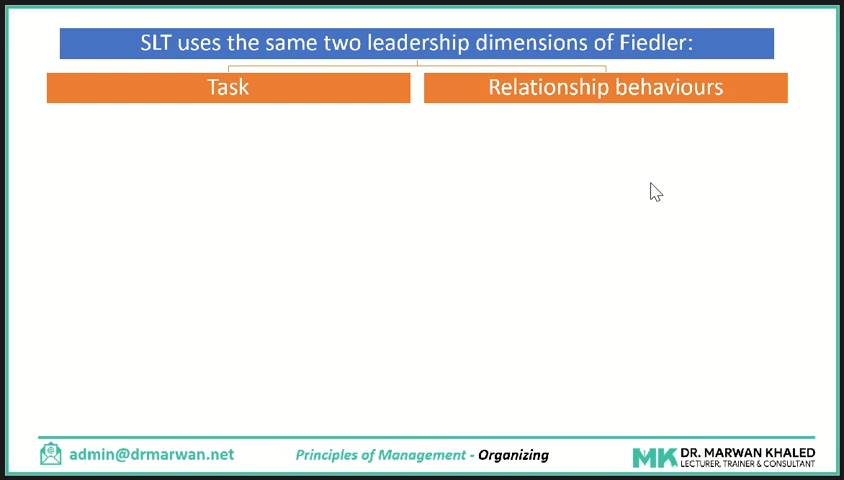 SLT uses the same two leadership dimensions of Fiedler:
Task
Relationship behaviours
admin@drmarwan.net
Principles of Management - Organizing
MK DR. MARWAN KHALED
LECTURER, TRAINER & CONSULTANT